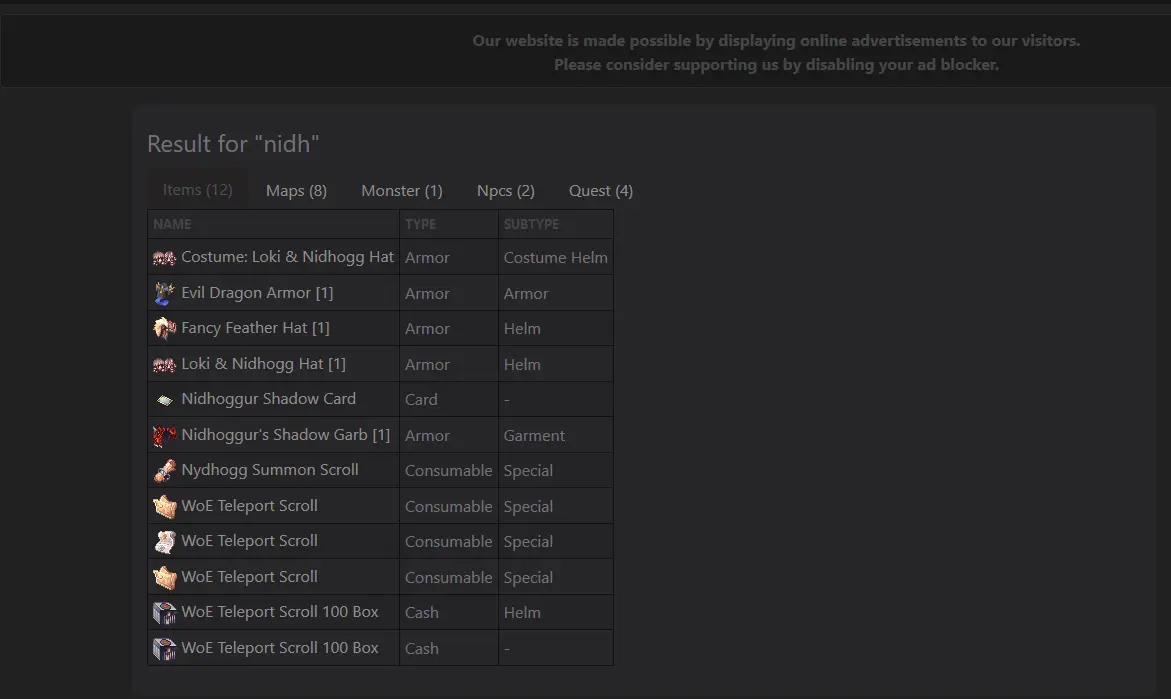 Our website is made possible by displaying online advertisements to our visitors.
Please consider supporting us by disabling your ad blocker.
Result for "nidh"
Items (12) Maps (8) Monster (1) Npcs (2) Quest (4)
NAME TYPE SUBTYPE
Costume: Loki & Nidhogg Hat Armor Costume Helm
Evil Dragon Armor [1] Armor Armor
Fancy Feather Hat [1] Armor Helm
Loki & Nidhogg Hat [1] Armor Helm
Nidhoggur Shadow Card Card -
Nidhoggur's Shadow Garb [1] Armor Garment
Nydhogg Summon Scroll Consumable Special
WoE Teleport Scroll Consumable Special
WoE Teleport Scroll Consumable Special
WoE Teleport Scroll Consumable Special
WoE Teleport Scroll 100 Box Cash Helm
WoE Teleport Scroll 100 Box Cash -